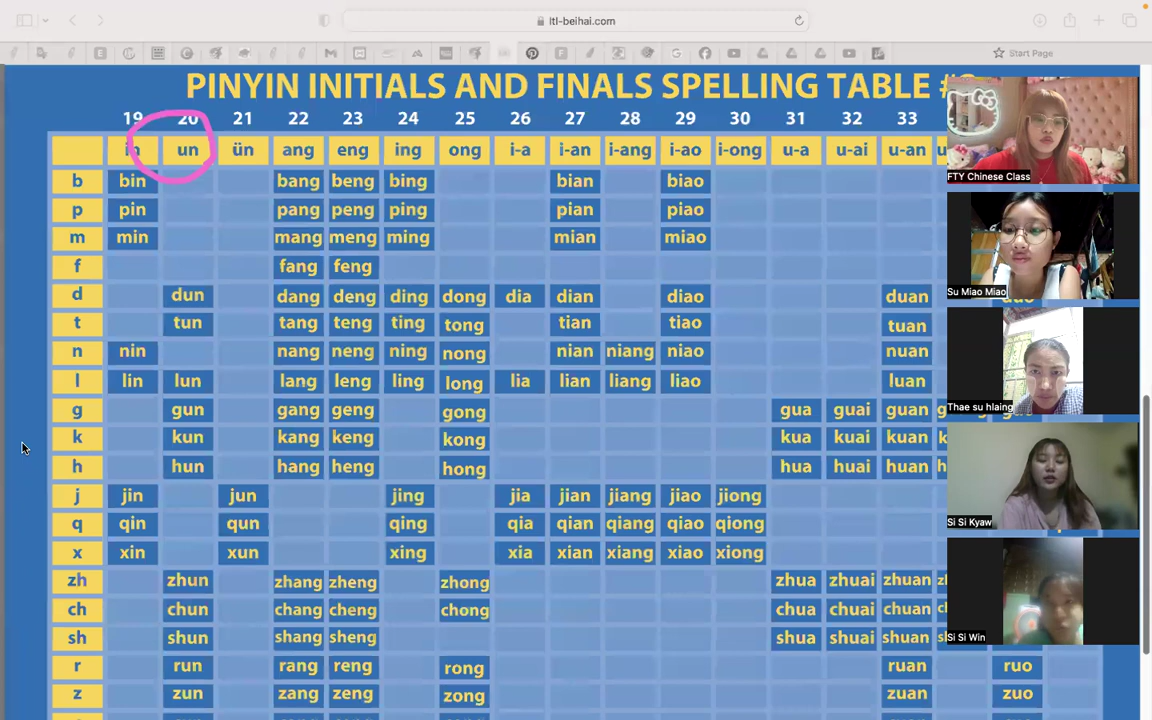 ltl-beihai.com
Start Page
PINYIN INITIALS AND FINALS SPELLING TABLE
19 20 21 22 23 24 25 26 27 28 29 30 31 32 33
in un ün ang eng ing ong i-a i-an i-ang i-ao i-ong u-a u-ai u-an
b bin bang beng bing bian biao
p pin pang peng ping pian piao
m min mang meng ming mian miao
f fang feng
d dun dang deng ding dong dia dian diao duan
t tun tang teng ting tong tian tiao tuan
n nin nang neng ning nong nian niang niao nuan
l lin lun lang leng ling long lia lian liang liao luan
g gun gang geng gong gua guai guan
k kun kang keng kong kua kuai kuan
h hun hang heng hong hua huai huan
j jin jun jing jia jian jiang jiao jiong
q qin qun qing qia qian qiang qiao qiong
x xin xun xing xia xian xiang xiao xiong
zh zhun zhang zheng zhong zhua zhuai zhuan
ch chun chang cheng chong chua chuai chuan
sh shun shang sheng shua shuai shuan
r run rang reng rong ruan ruo
z zun zang zeng zong zuan zuo
FTY Chinese Class
Su Miao Miao
Thae su hlaing
Si Si Kyaw
Si Si Win